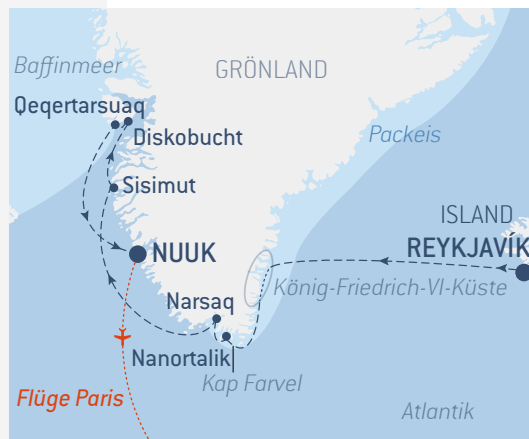 Baffinmeer
GRÖNLAND
Qeqertarsuaq
Diskobucht
Packeis
Sisimut
ISLAND
NUUK
REYKJAVÍK
König-Friedrich-VI-Küste
Narsaq
Nanortalik
Kap Farvel
Flüge Paris
Atlantik